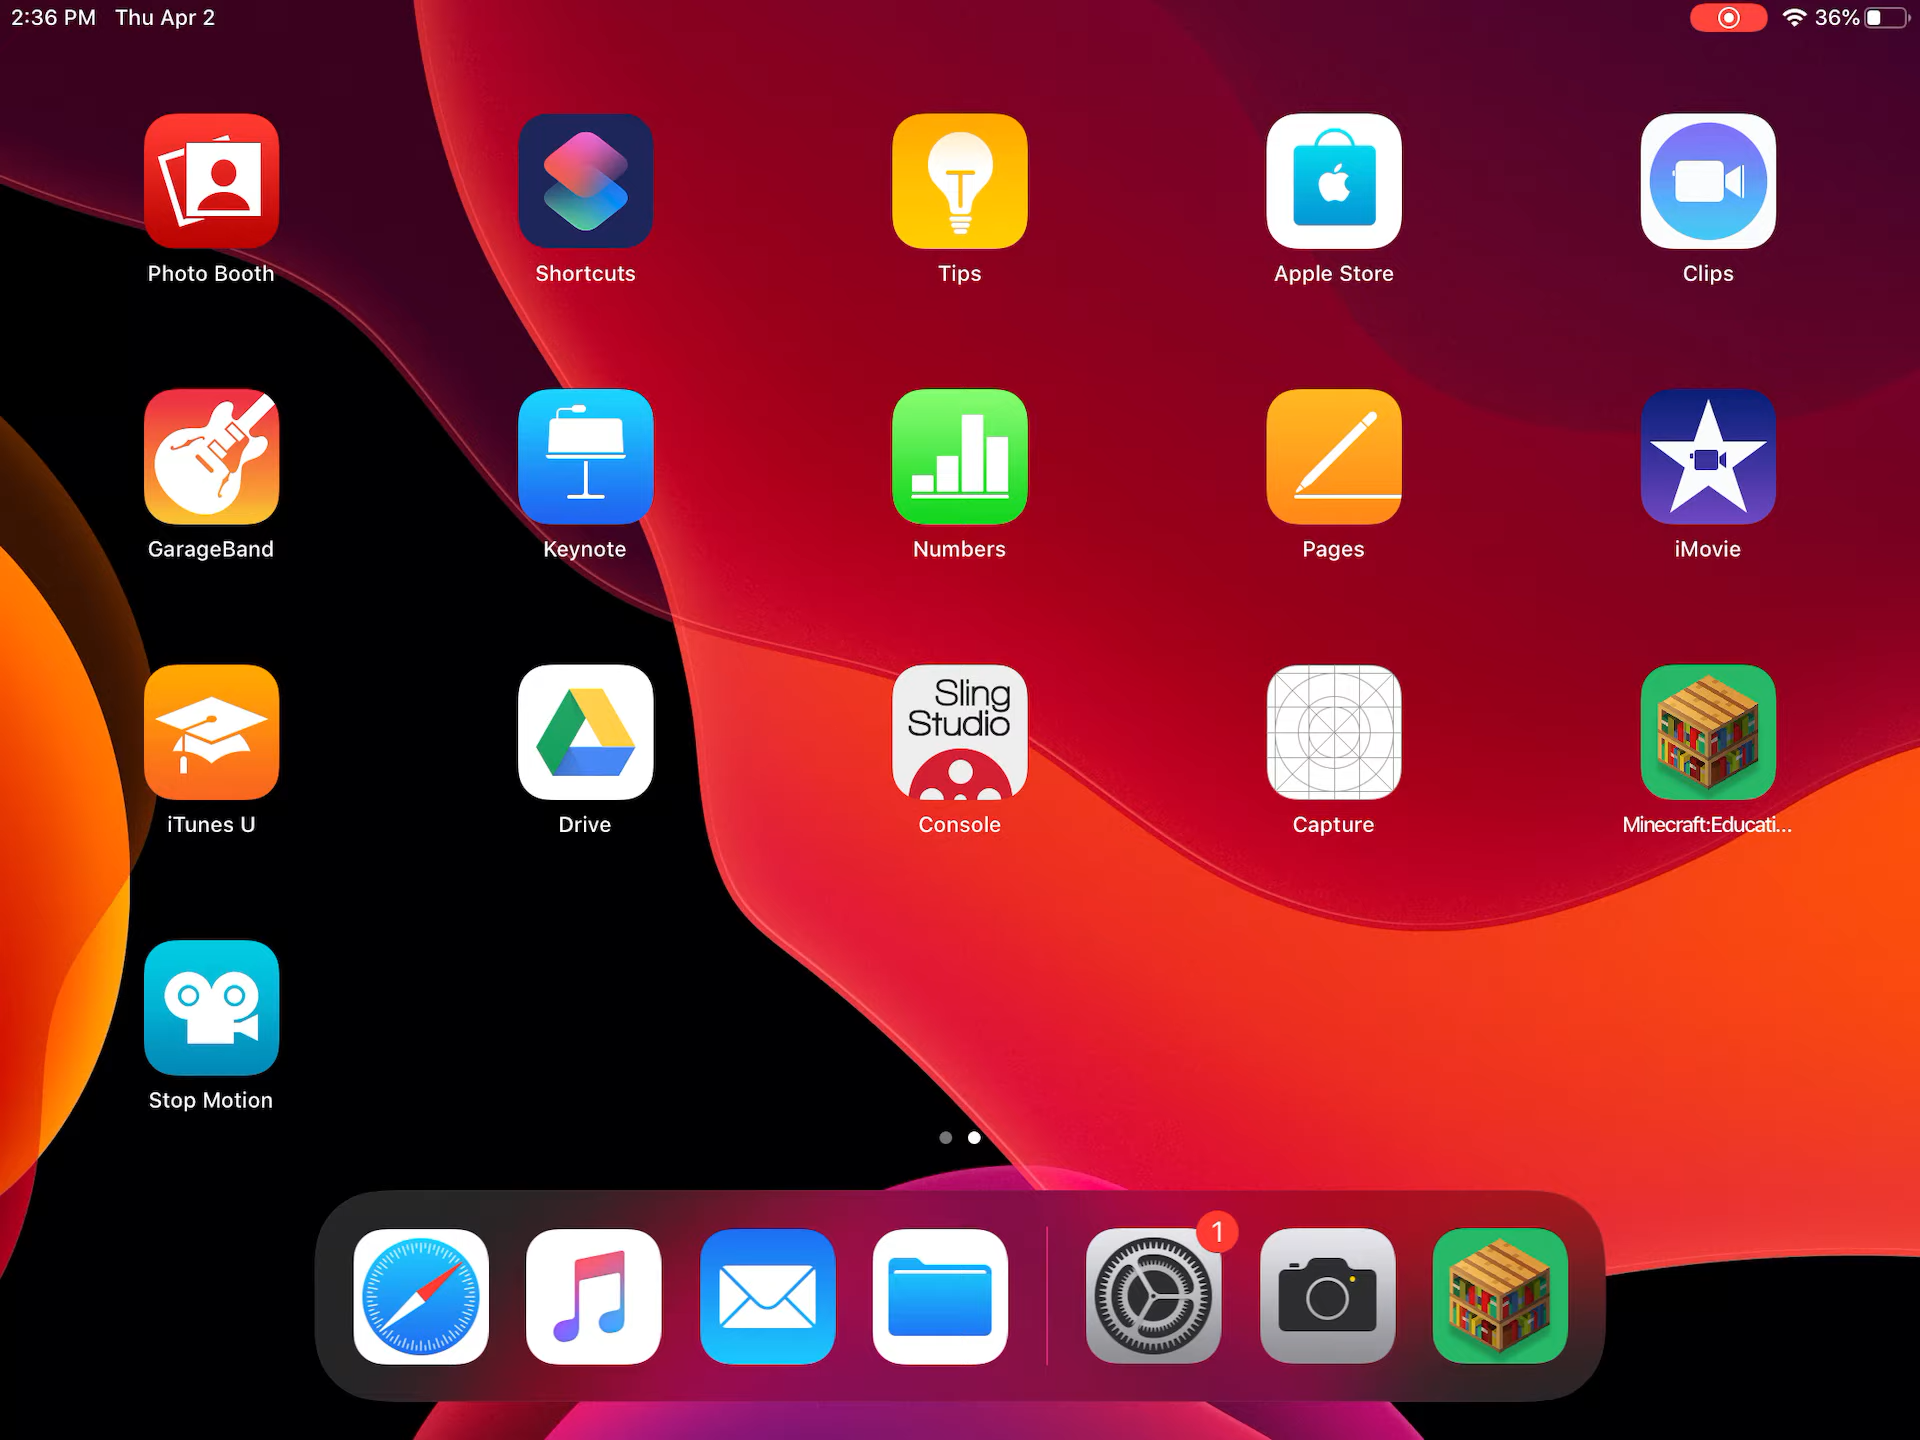 2:36 PM Thu Apr 2
36%
Photo Booth
Shortcuts
Tips
Apple Store
Clips
GarageBand
Keynote
Numbers
Pages
iMovie
Sling
Studio
iTunes U
Drive
Console
Capture
Minecraft:Educati...
Stop Motion
1